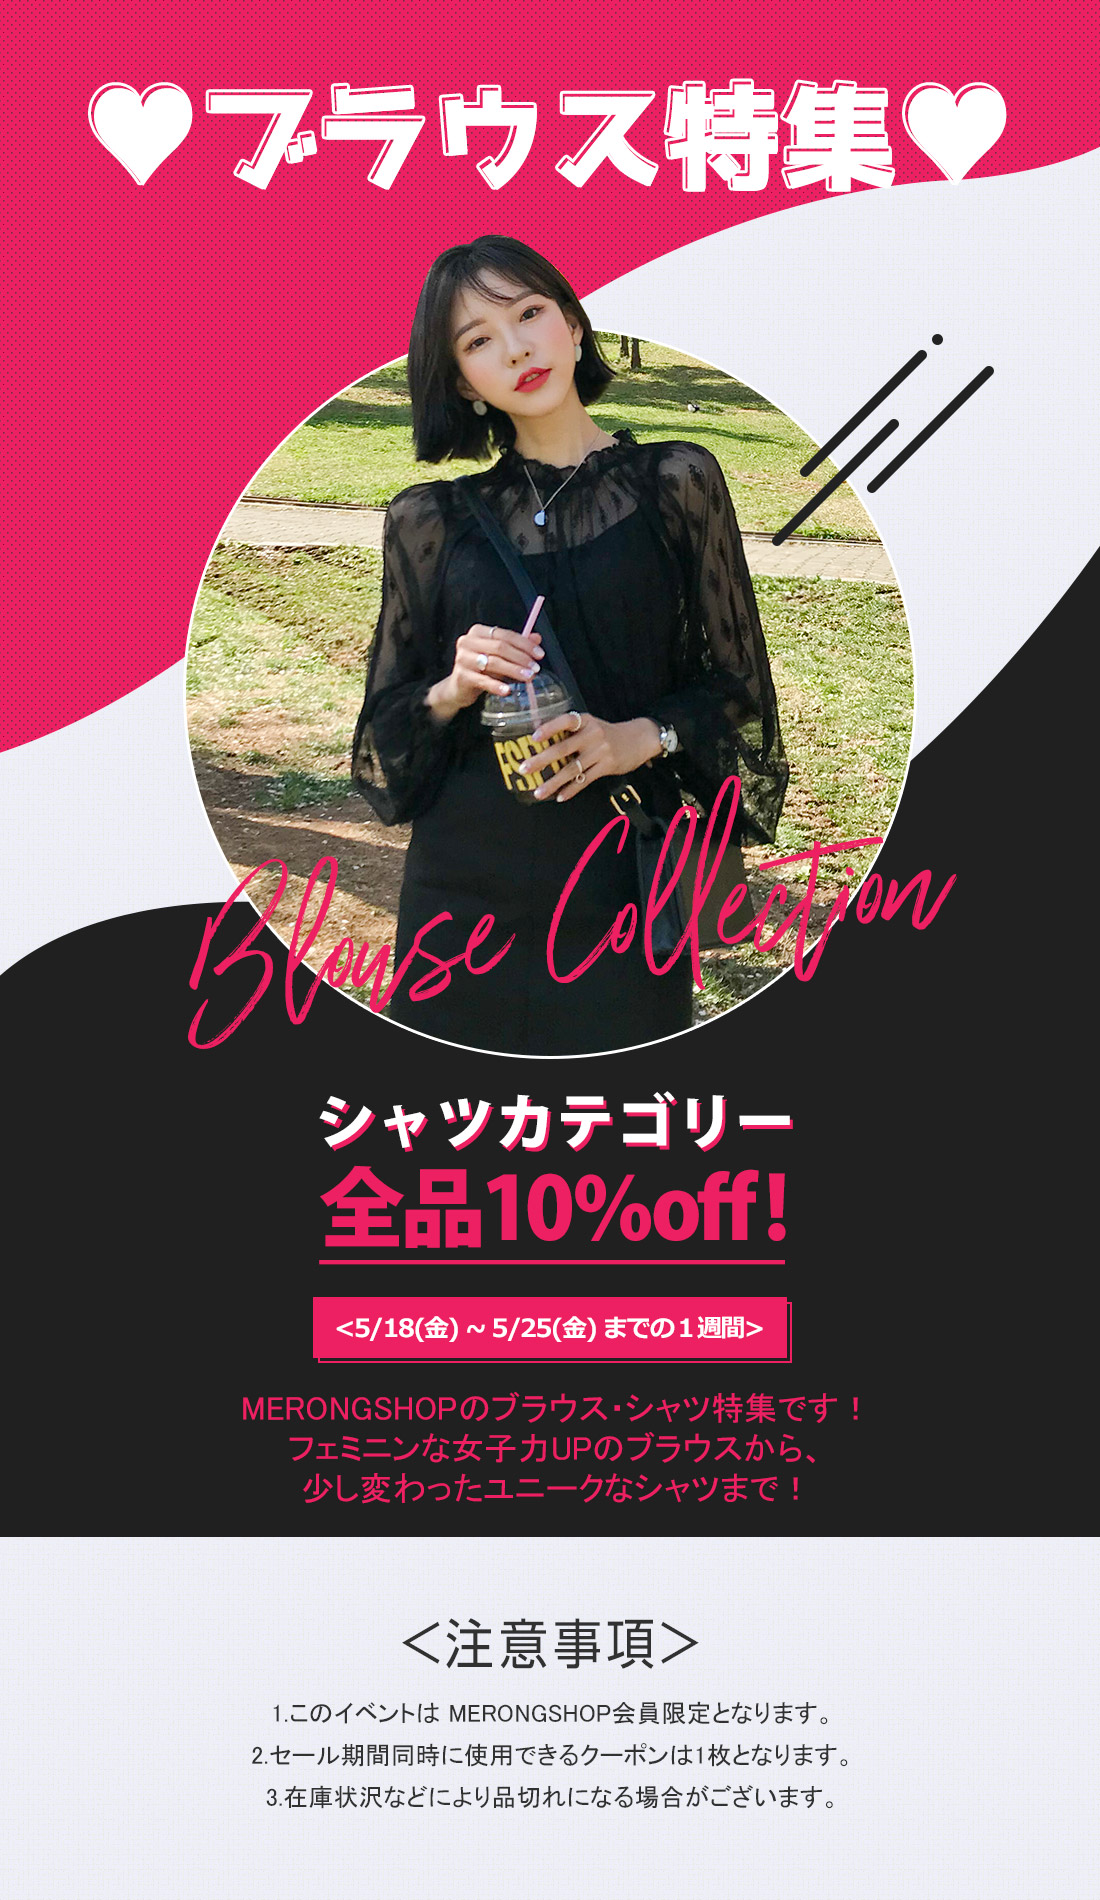 ♥ブラウス特集♥
Blouse Collection
シャツカテゴリー
全品10%off!
<5/18(金) ~ 5/25(金) までの１週間>
MERONGSHOPのブラウス・シャツ特集です！
フェミニンな女子力UPのブラウスから、
少し変わったユニークなシャツまで！
＜注意事項＞
1.このイベントは MERONGSHOP会員限定となります。
2.セール期間同時に使用できるクーポンは1枚となります。
3.在庫状況などにより品切れになる場合がございます。